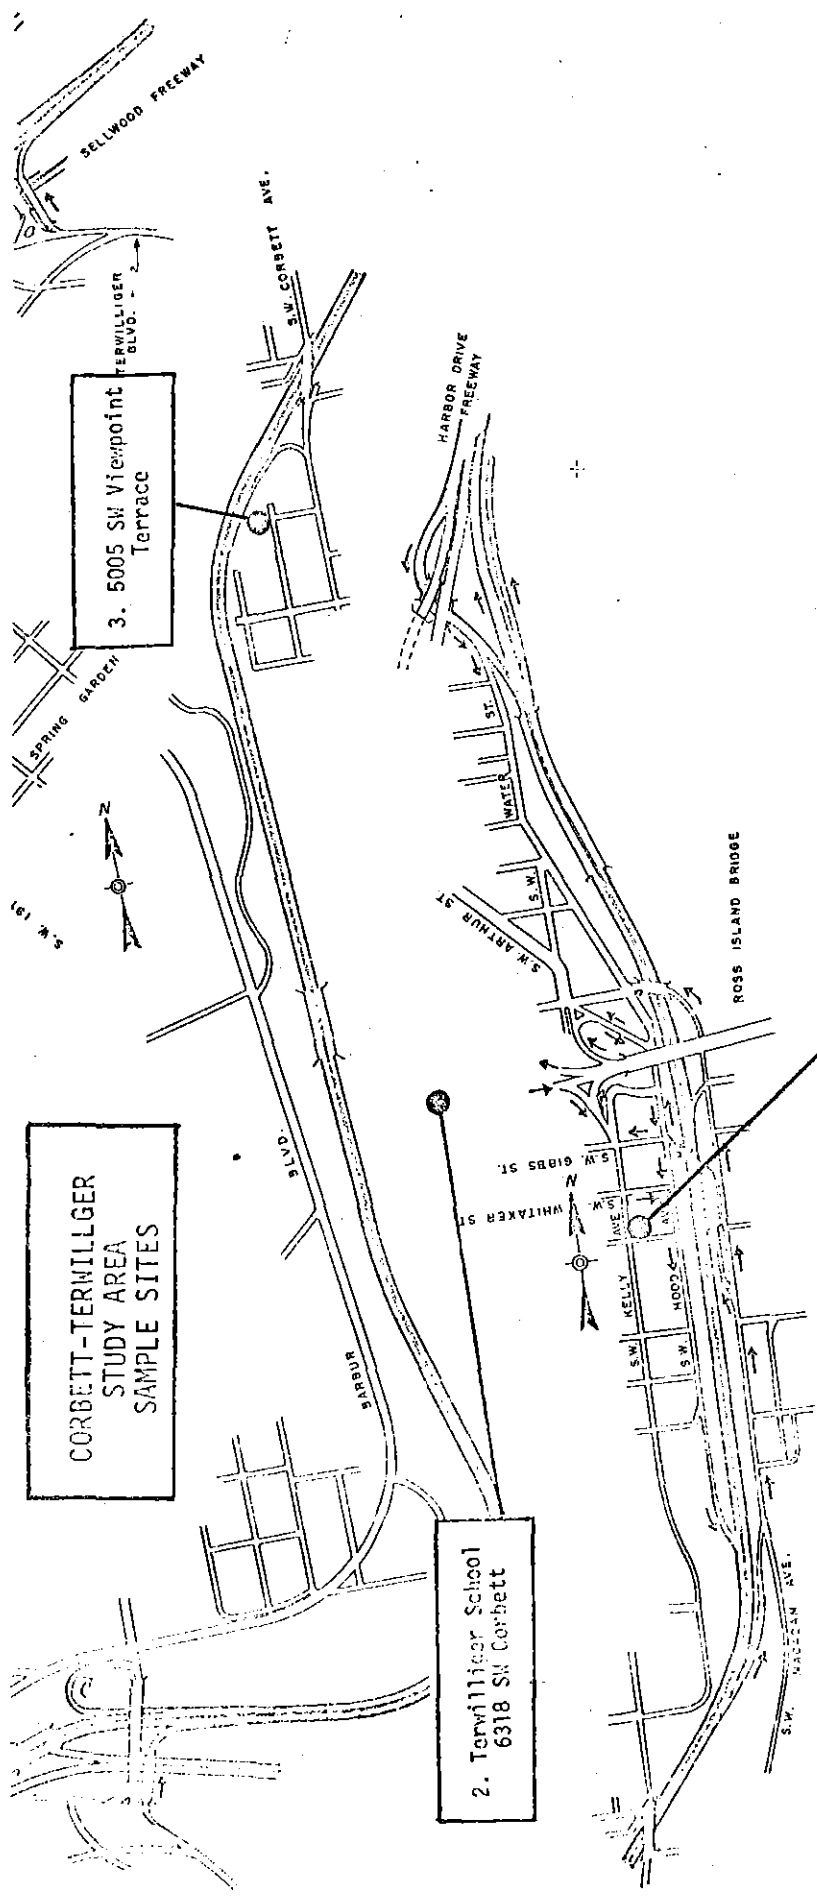 CORBETT-TERWILLGER
STUDY AREA
SAMPLE SITES
3. 5005 SW Viewpoint
Terrace
2. Terwilliger School
6318 SW Corbett
SELLWOOD FREEWAY
TERWILLIGER
BLVD. - 2
S.W. CORBETT AVE.
SPRING GARDEN
N
BARBUR
BLVD.
HARBOR DRIVE
FREEWAY
S.W. WATER ST.
S.W. ARTHUR
ST.
ROSS ISLAND BRIDGE
S.W. GIBBS ST.
S.W. WHITAKER ST.
N
S.W. KELLY AVE.
S.W. HOOD AVE.
S.W. MACADAM AVE.